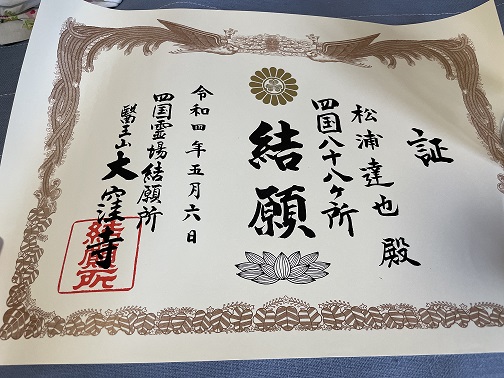 証
松浦達也 殿
四国八十八ヶ所
結願
令和四年五月六日
四国霊場結願所
醫王山 大窪寺
結願所